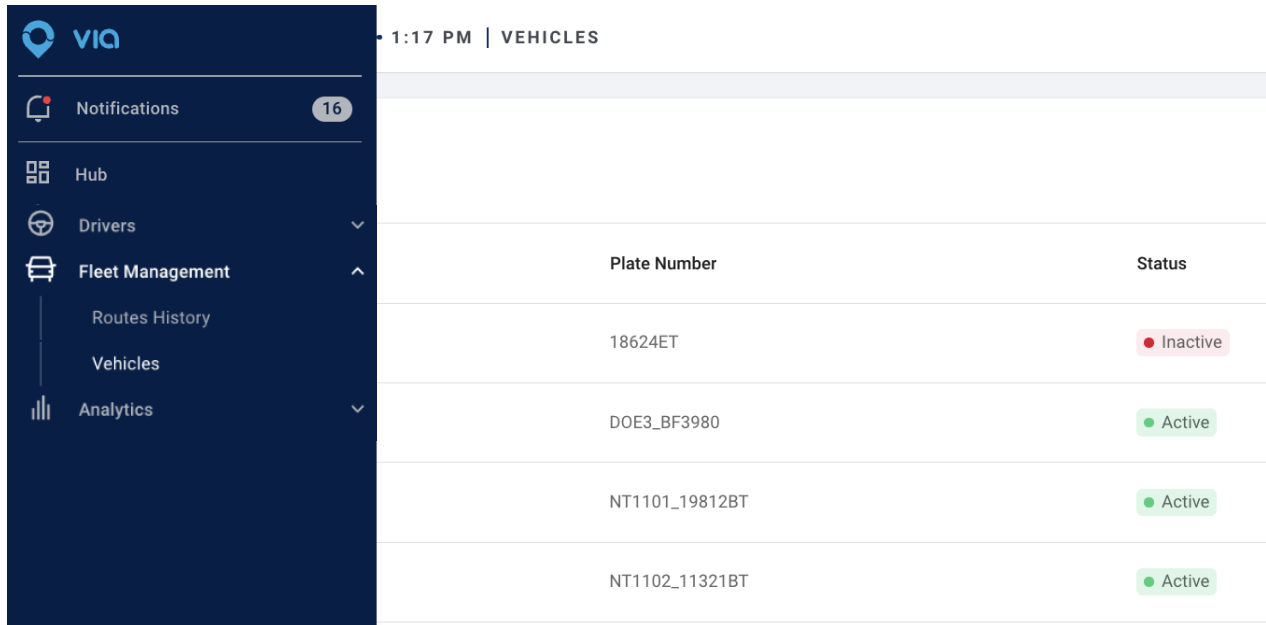 via
• 1:17 PM | VEHICLES
Notifications 16
Hub
Drivers
Fleet Management
Routes History
Vehicles
Analytics
Plate Number Status
18624ET Inactive
DOE3_BF3980 Active
NT1101_19812BT Active
NT1102_11321BT Active